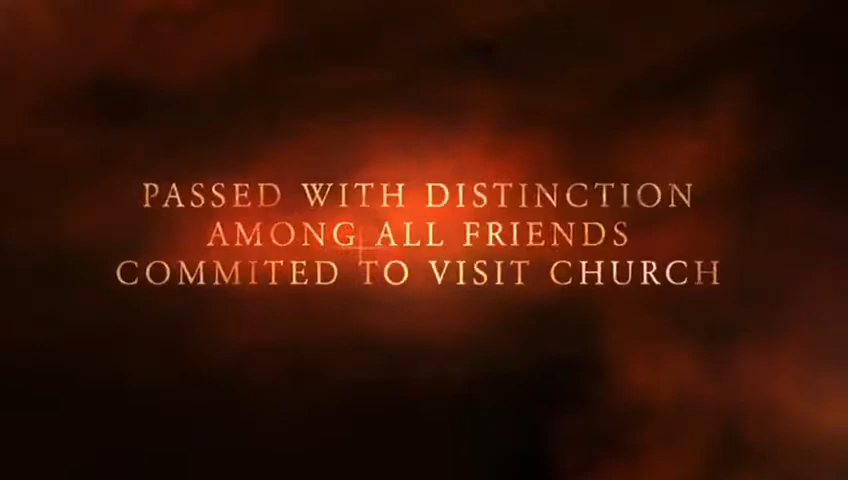 PASSED WITH DISTINCTION
AMONG ALL FRIENDS
COMMITED TO VISIT CHURCH